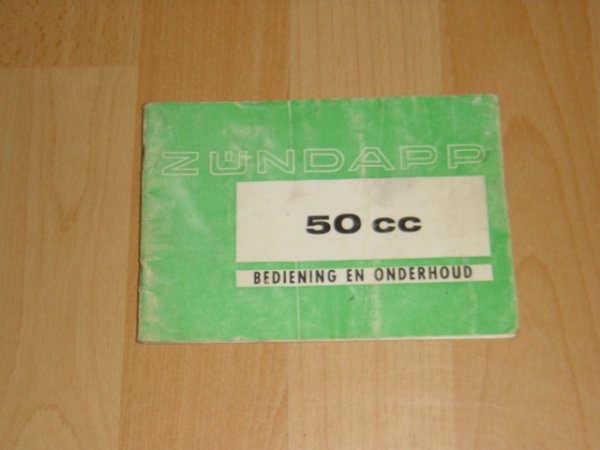 ZÜNDAPP
50 cc
BEDIENING EN ONDERHOUD